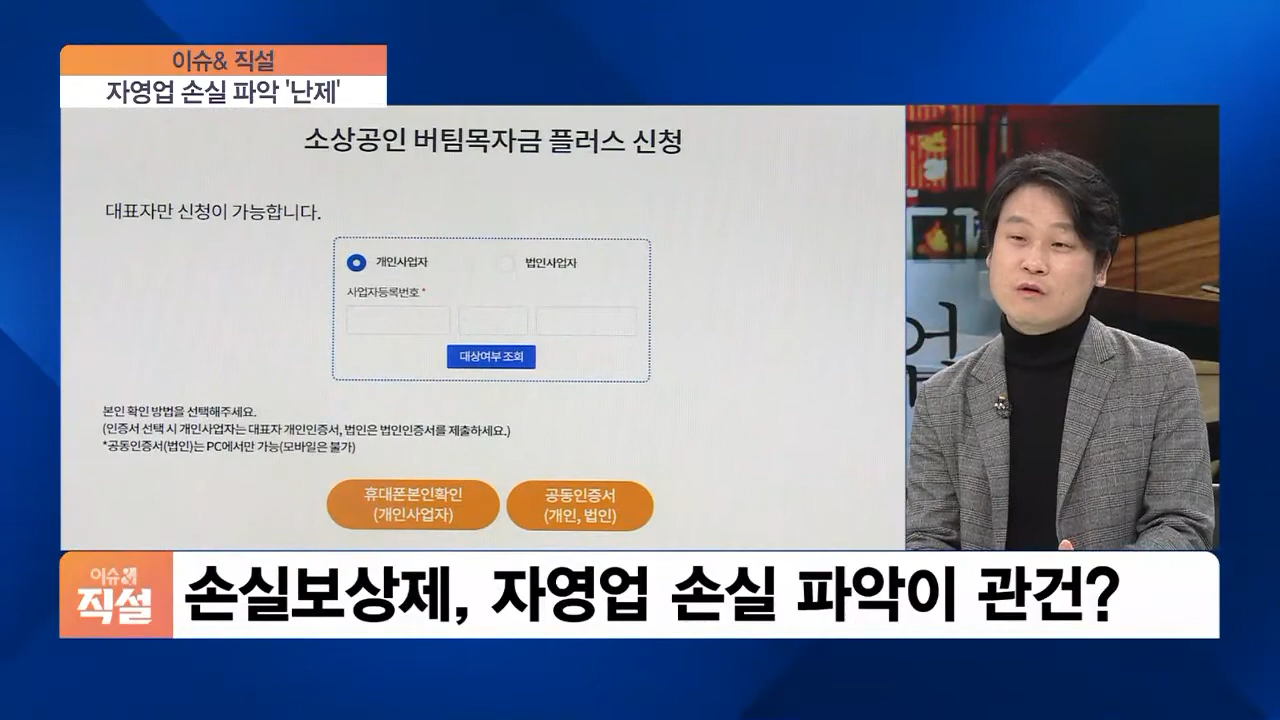 이슈& 직설
자영업 손실 파악 '난제'
소상공인 버팀목자금 플러스 신청
대표자만 신청이 가능합니다.
개인사업자
법인사업자
사업자등록번호 *
대상여부 조회
본인 확인 방법을 선택해주세요.
(인증서 선택 시 개인사업자는 대표자 개인인증서, 법인은 법인인증서를 제출하세요.)
*공동인증서(법인)는 PC에서만 가능(모바일은 불가)
휴대폰본인확인
(개인사업자)
공동인증서
(개인, 법인)
업
이슈&
직설
손실보상제, 자영업 손실 파악이 관건?